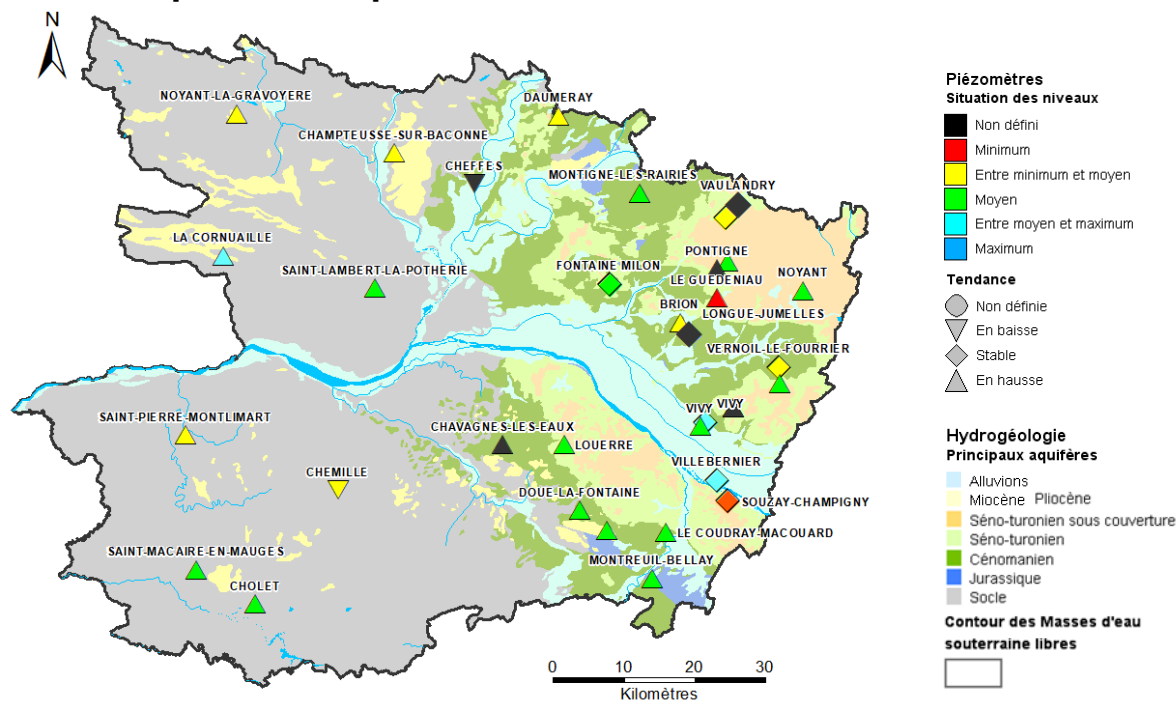 N
NOYANT-LA-GRAVOYERE
DAUMERAY
CHAMPTEUSSE-SUR-BACONNE
CHEFFES
MONTIGNE-LES-RAIRIES
VAULANDRY
LA CORNUAILLE
SAINT-LAMBERT-LA-POTHERIE
FONTAINE MILON
PONTIGNE
LE GUEDENIAU
NOYANT
BRION
LONGUE-JUMELLES
VERNOIL-LE-FOURRIER
SAINT-PIERRE-MONTLIMART
CHAVAGNES-LES-EAUX
LOUERRE
VIVY
VIVY
CHEMILLE
VILLEBERNIER
SOUZAY-CHAMPIGNY
DOUE-LA-FONTAINE
LE COUDRAY-MACOUARD
SAINT-MACAIRE-EN-MAUGES
CHOLET
MONTREUIL-BELLAY
0 10 20 30
Kilomètres
Piézomètres
Situation des niveaux
Non défini
Minimum
Entre minimum et moyen
Moyen
Entre moyen et maximum
Maximum
Tendance
Non définie
En baisse
Stable
En hausse
Hydrogéologie
Principaux aquifères
Alluvions
Miocène Pliocène
Séno-turonien sous couverture
Séno-turonien
Cénomanien
Jurassique
Socle
Contour des Masses d'eau
souterraine libres